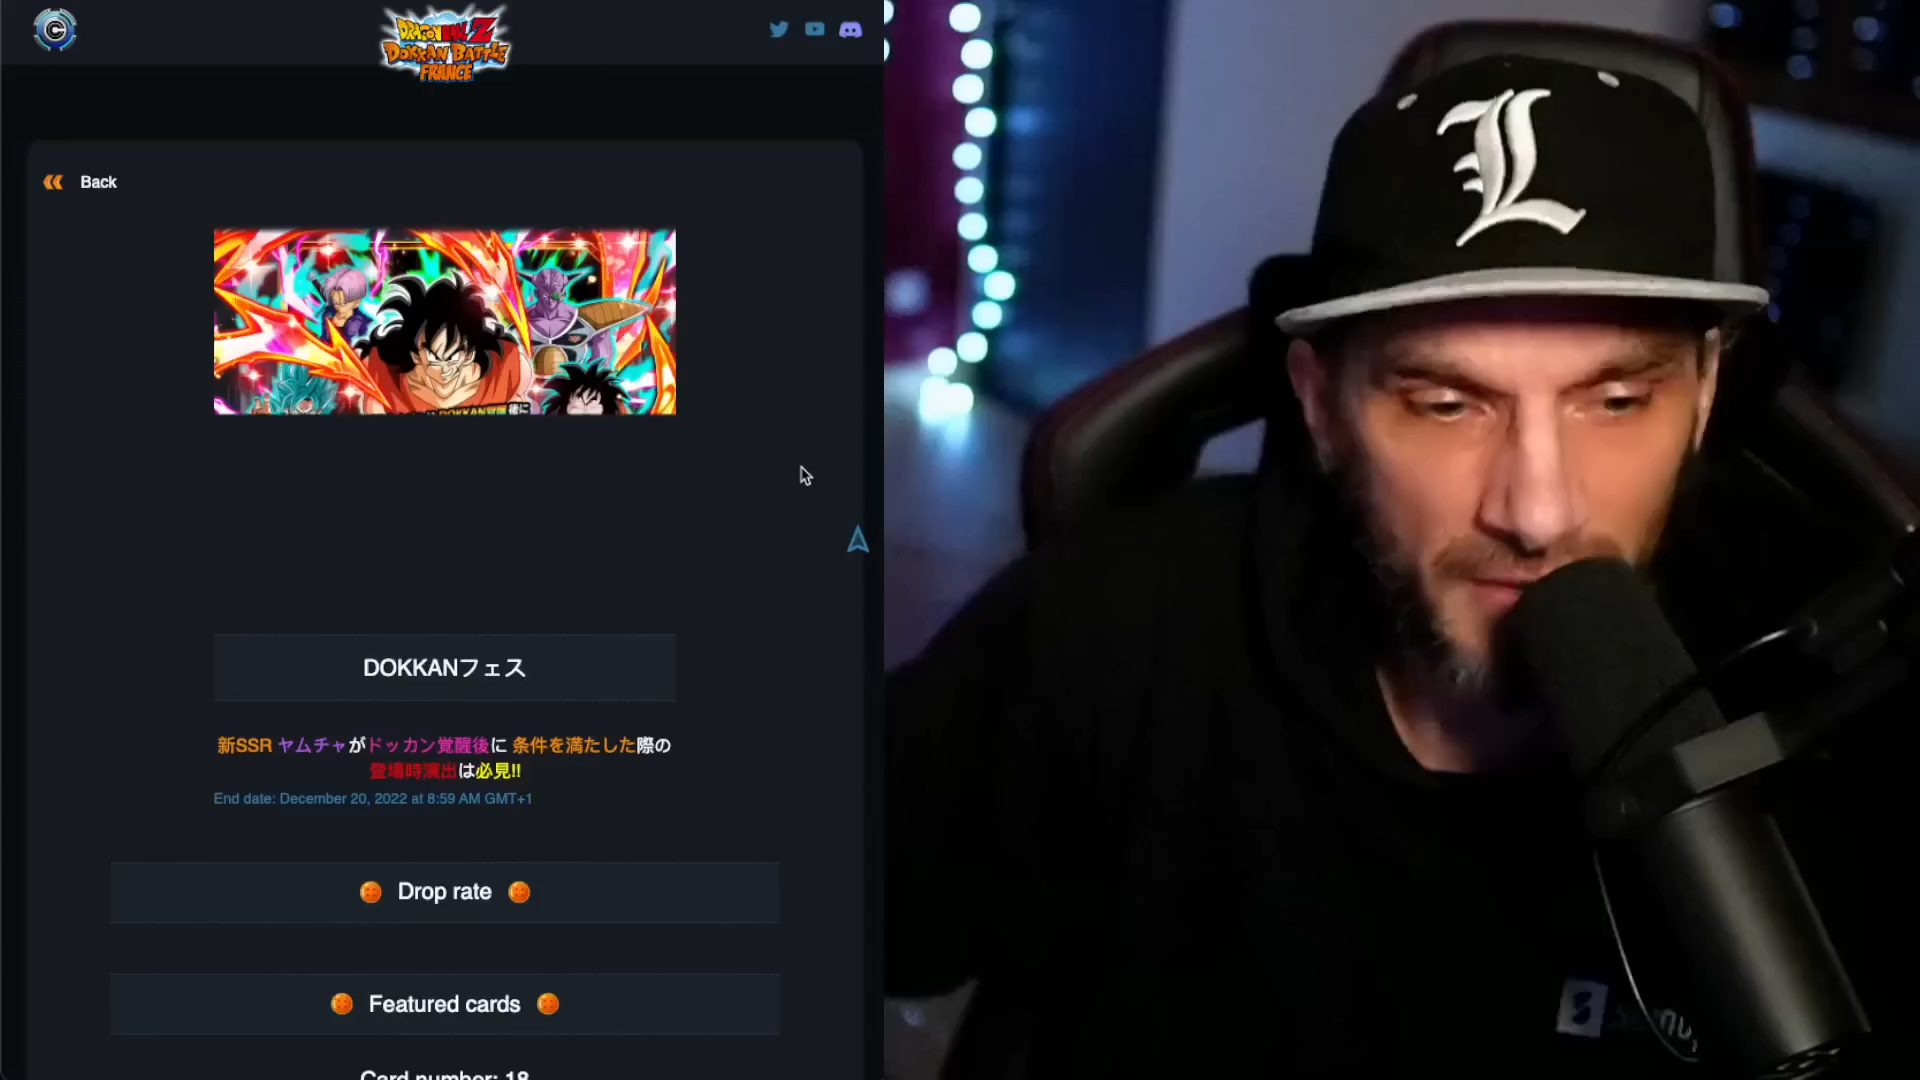 DRAGON BALL Z
DOKKAN BATTLE
FRANCE
Back
DOKKANフェス
新SSR ヤムチャがドッカン覚醒後に 条件を満たした際の
登場時演出は必見!!
End date: December 20, 2022 at 8:59 AM GMT+1
Drop rate
Featured cards
Card number: 18
L